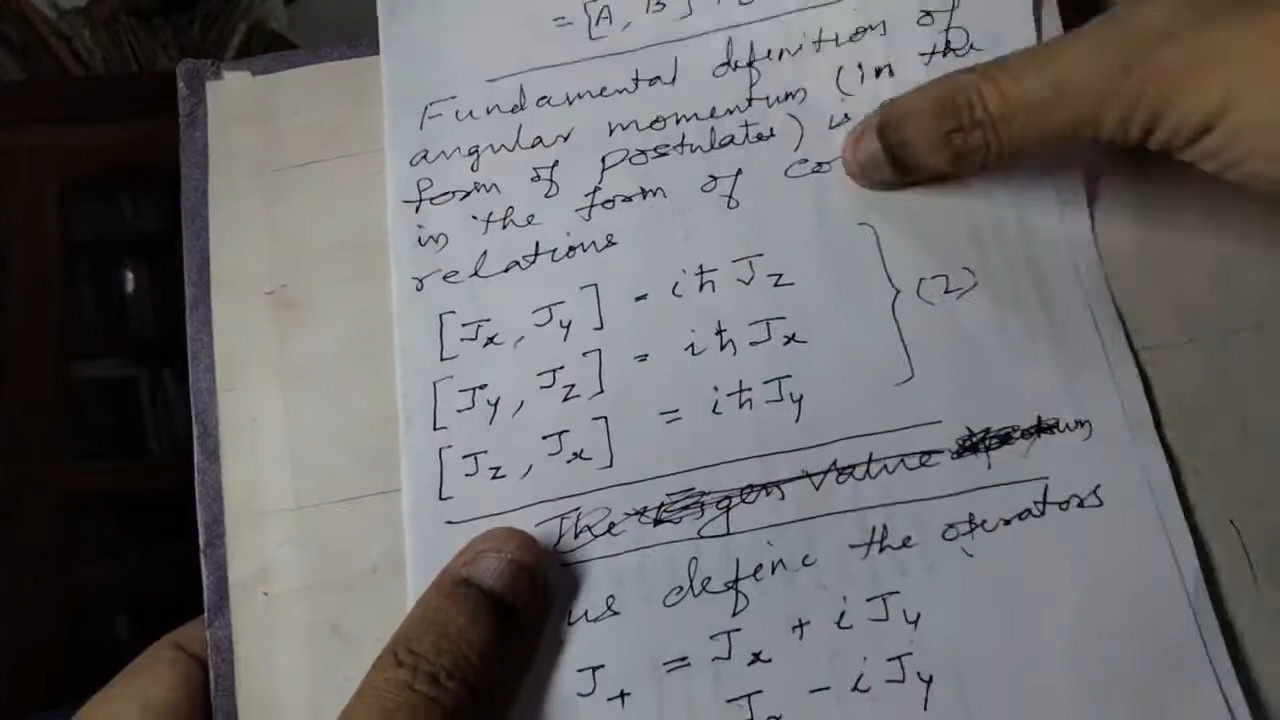 = [A, B]
Fundamental definition of
angular momentum (in the
form of postulates) is
in the form of
relations
[Jx, Jy] = iħ Jz
[Jy, Jz] = iħ Jx } (2)
[Jz, Jx] = iħ Jy
The eigen value
us define the operators
J+ = Jx + i Jy
Jx - i Jy